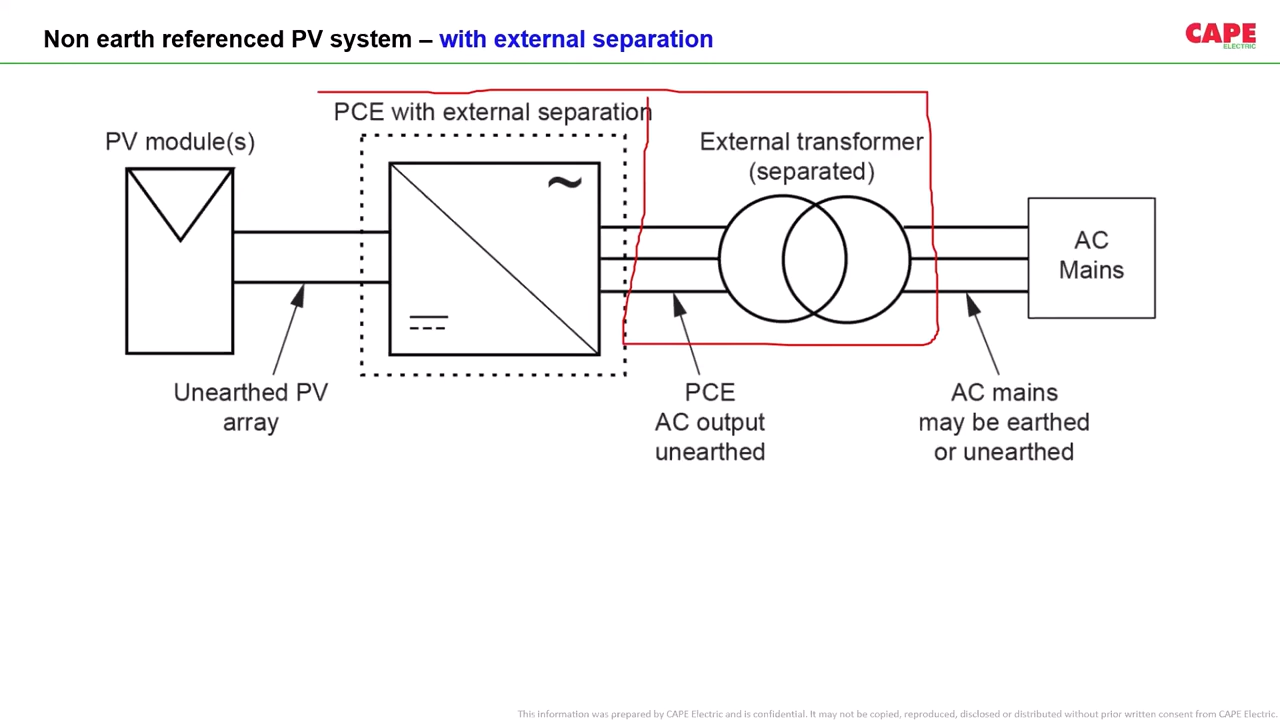 Non earth referenced PV system – with external separation
CAPE
ELECTRIC
PCE with external separation
PV module(s)
External transformer
(separated)
~
AC
Mains
Unearthed PV
array
PCE
AC output
unearthed
AC mains
may be earthed
or unearthed
This information was prepared by CAPE Electric and is confidential. It may not be copied, reproduced, disclosed or distributed without prior written consent from CAPE Electric.